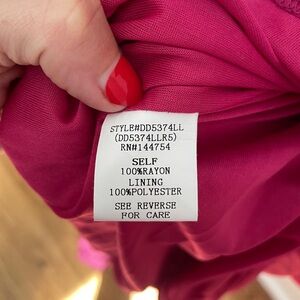 STYLE#DD5374LL
(DD5374LLR5)
RN#144754
SELF
100%RAYON
LINING
100%POLYESTER
SEE REVERSE
FOR CARE